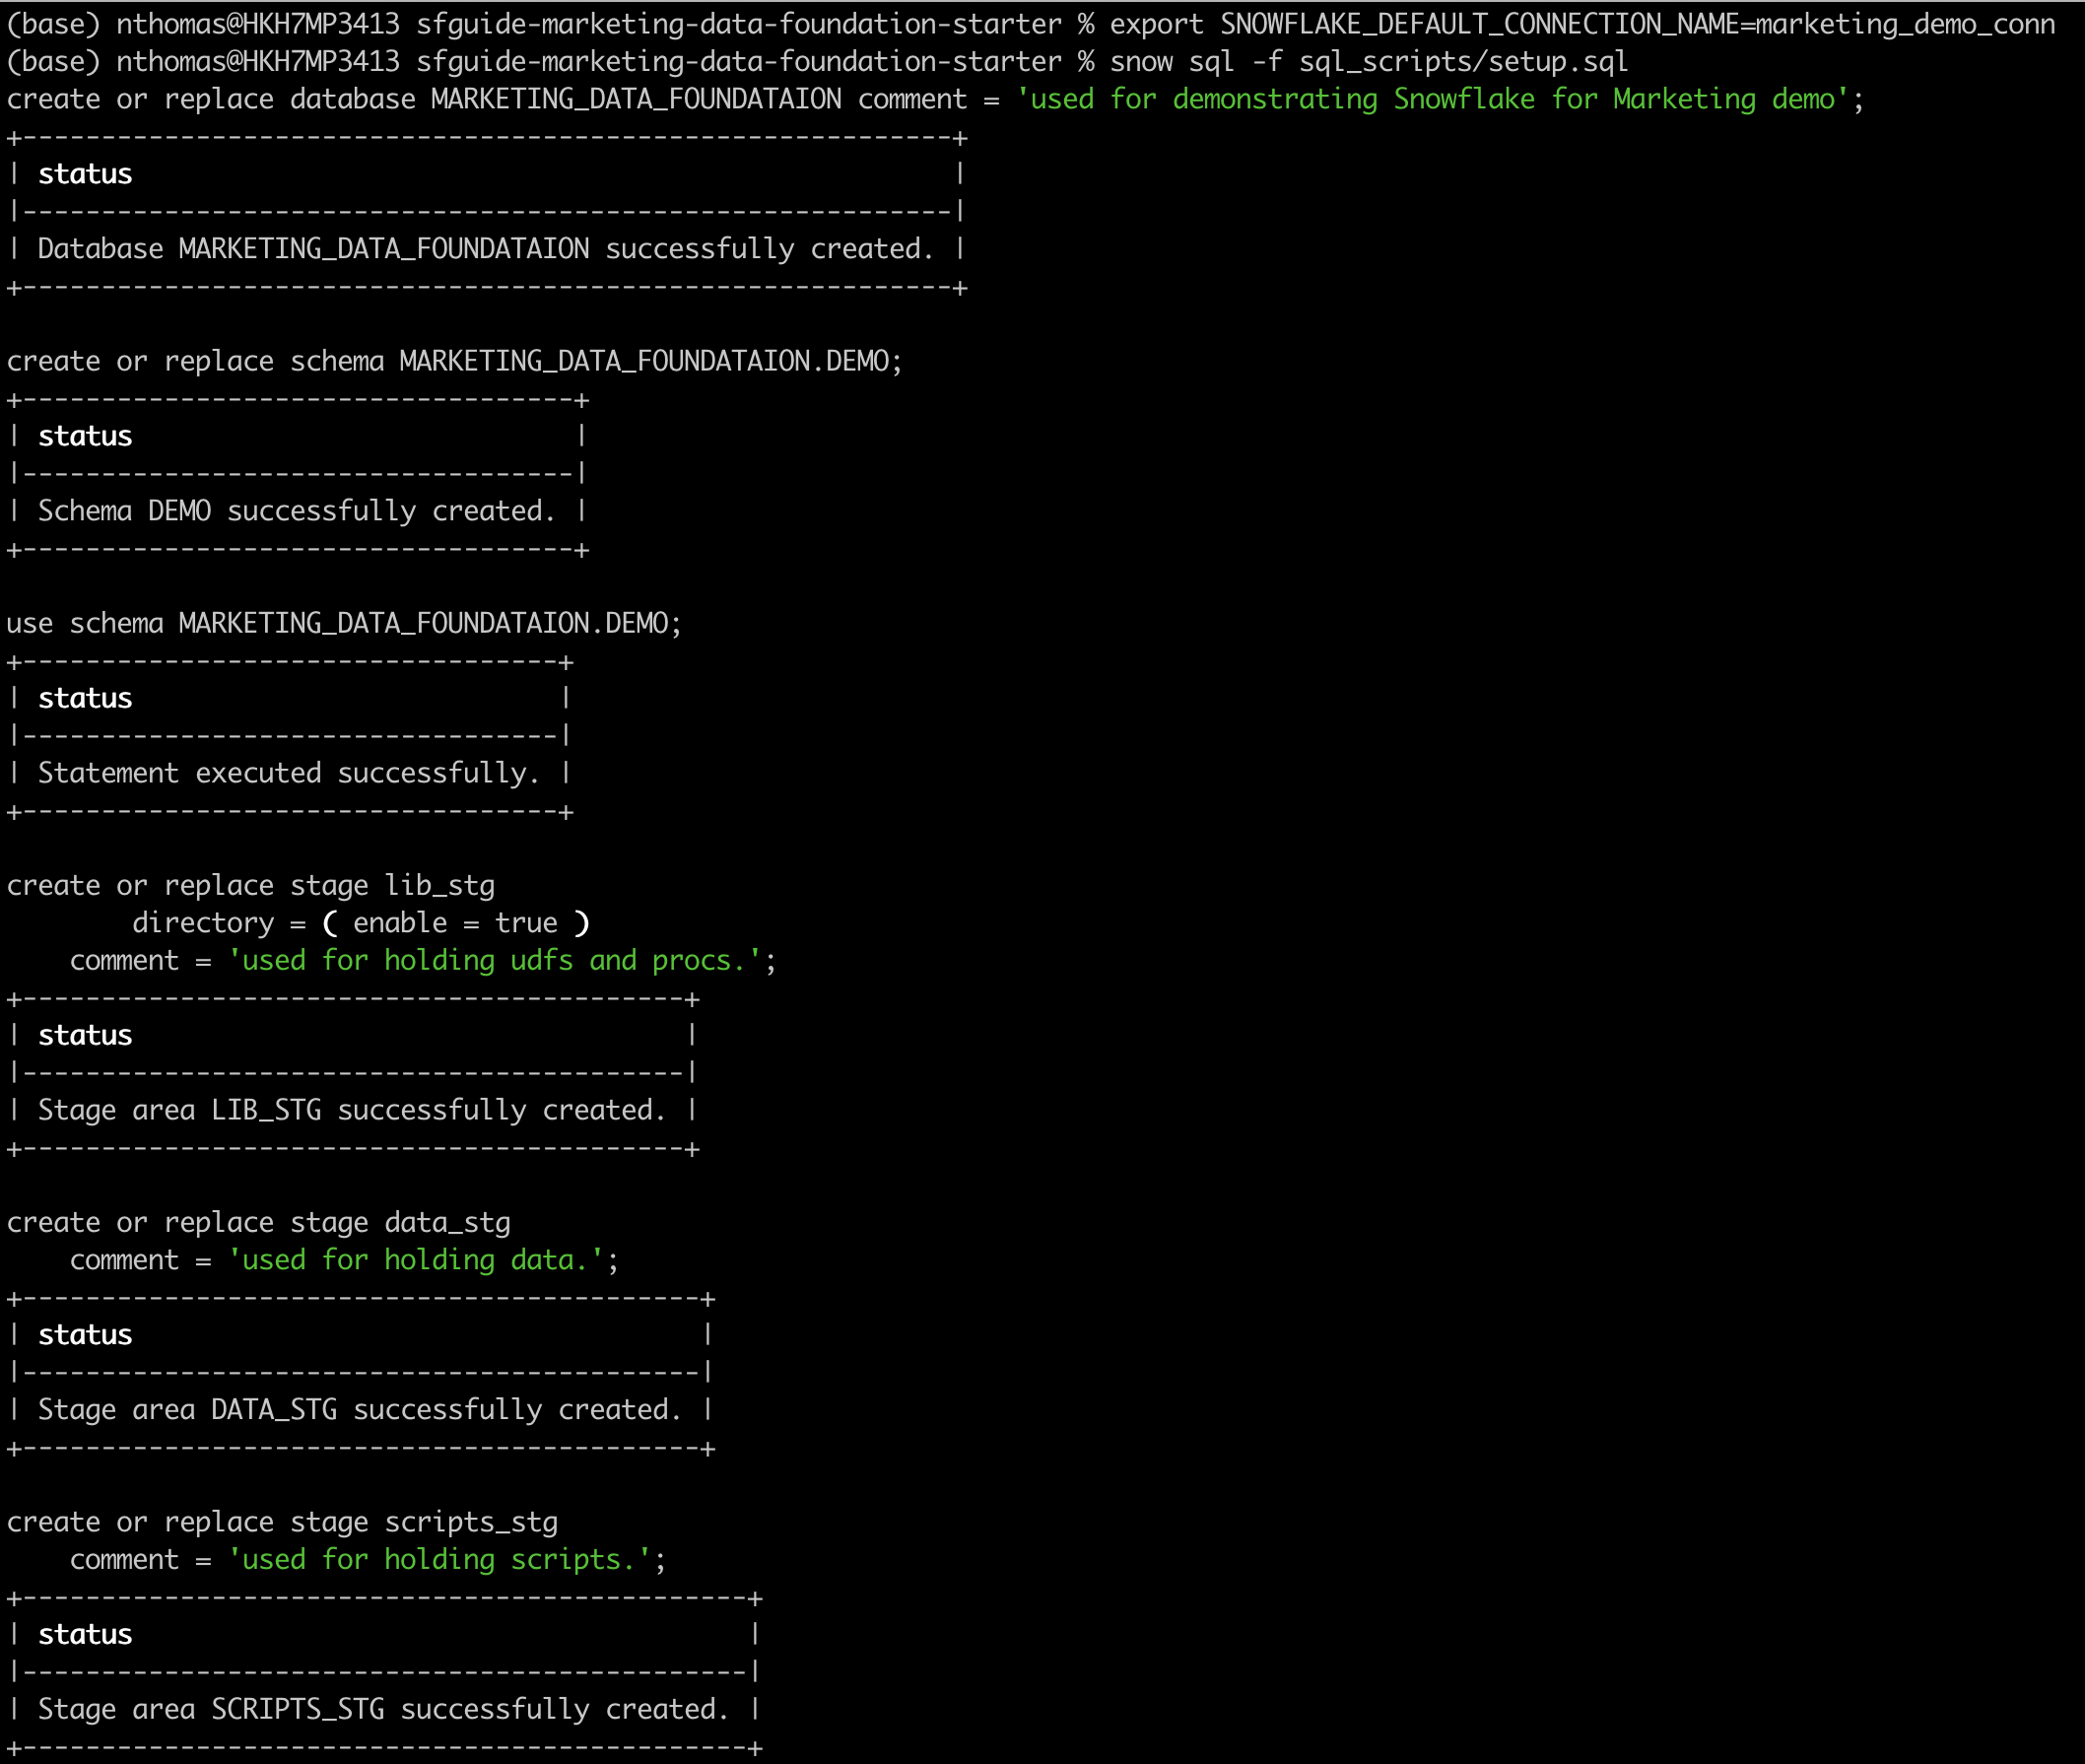 (base) nthomas@HKH7MP3413 sfguide-marketing-data-foundation-starter % export SNOWFLAKE_DEFAULT_CONNECTION_NAME=marketing_demo_conn
(base) nthomas@HKH7MP3413 sfguide-marketing-data-foundation-starter % snow sql -f sql_scripts/setup.sql
create or replace database MARKETING_DATA_FOUNDATAION comment = 'used for demonstrating Snowflake for Marketing demo';
+-----------------------------------------------------------+
| status                                                    |
|-----------------------------------------------------------|
| Database MARKETING_DATA_FOUNDATAION successfully created. |
+-----------------------------------------------------------+

create or replace schema MARKETING_DATA_FOUNDATAION.DEMO;
+-----------------------------------+
| status                            |
|-----------------------------------|
| Schema DEMO successfully created. |
+-----------------------------------+

use schema MARKETING_DATA_FOUNDATAION.DEMO;
+----------------------------------+
| status                           |
|----------------------------------|
| Statement executed successfully. |
+----------------------------------+

create or replace stage lib_stg
        directory = ( enable = true )
    comment = 'used for holding udfs and procs.';
+------------------------------------------+
| status                                   |
|------------------------------------------|
| Stage area LIB_STG successfully created. |
+------------------------------------------+

create or replace stage data_stg
    comment = 'used for holding data.';
+-------------------------------------------+
| status                                    |
|-------------------------------------------|
| Stage area DATA_STG successfully created. |
+-------------------------------------------+

create or replace stage scripts_stg
    comment = 'used for holding scripts.';
+----------------------------------------------+
| status                                       |
|----------------------------------------------|
| Stage area SCRIPTS_STG successfully created. |
+----------------------------------------------+